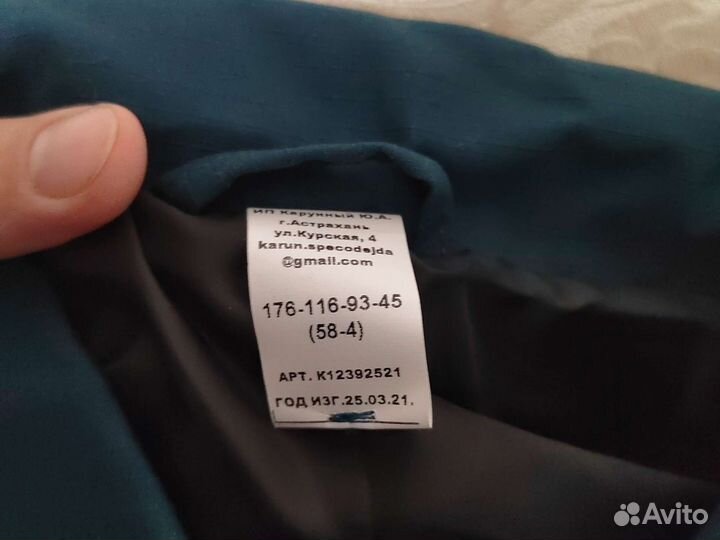 ИП Карунный Ю.А.
г.Астрахань
ул.Курская, 4
karun.specodejda
@gmail.com
176-116-93-45
(58-4)
АРТ. К12392521
ГОД ИЗГ.25.03.21.
Avito